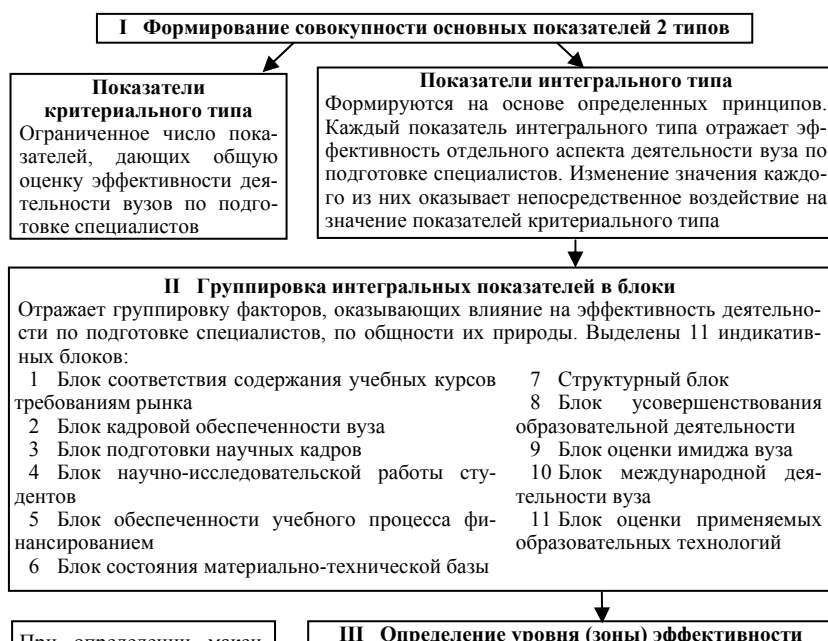 I Формирование совокупности основных показателей 2 типов
Показатели
критериального типа
Ограниченное число пока-
зателей, дающих общую
оценку эффективности дея-
тельности вузов по подго-
товке специалистов
Показатели интегрального типа
Формируются на основе определенных принципов.
Каждый показатель интегрального типа отражает эф-
фективность отдельного аспекта деятельности вуза по
подготовке специалистов. Изменение значения каждо-
го из них оказывает непосредственное воздействие на
значение показателей критериального типа
II Группировка интегральных показателей в блоки
Отражает группировку факторов, оказывающих влияние на эффективность деятельно-
сти по подготовке специалистов, по общности их природы. Выделены 11 индикатив-
ных блоков:
1 Блок соответствия содержания учебных курсов
требованиям рынка
2 Блок кадровой обеспеченности вуза
3 Блок подготовки научных кадров
4 Блок научно-исследовательской работы сту-
дентов
5 Блок обеспеченности учебного процесса фи-
нансированием
6 Блок состояния материально-технической базы
7 Структурный блок
8 Блок усовершенствования
образовательной деятельности
9 Блок оценки имиджа вуза
10 Блок международной дея-
тельности вуза
11 Блок оценки применяемых
образовательных технологий
При определении макси-
III Определение уровня (зоны) эффективности